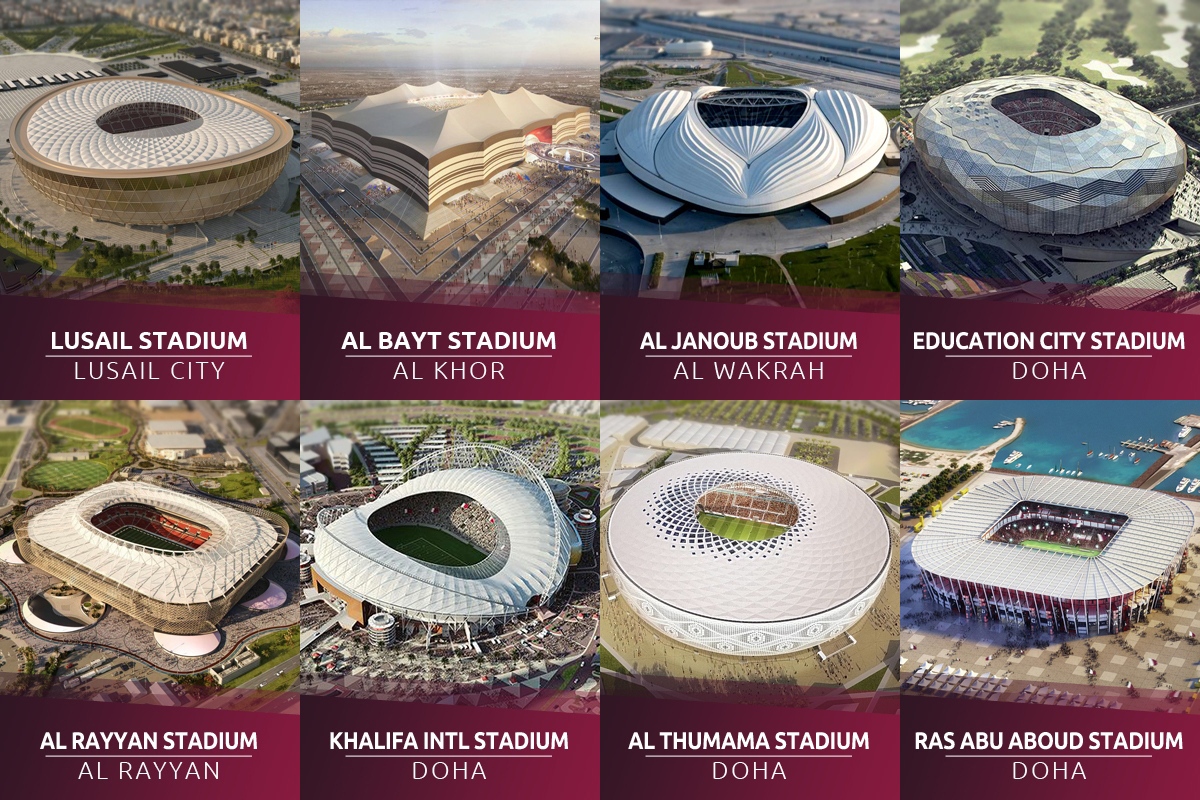 LUSAIL STADIUM
LUSAIL CITY
AL BAYT STADIUM
AL KHOR
AL JANOUB STADIUM
AL WAKRAH
EDUCATION CITY STADIUM
DOHA
AL RAYYAN STADIUM
AL RAYYAN
KHALIFA INTL STADIUM
DOHA
AL THUMAMA STADIUM
DOHA
RAS ABU ABOUD STADIUM
DOHA